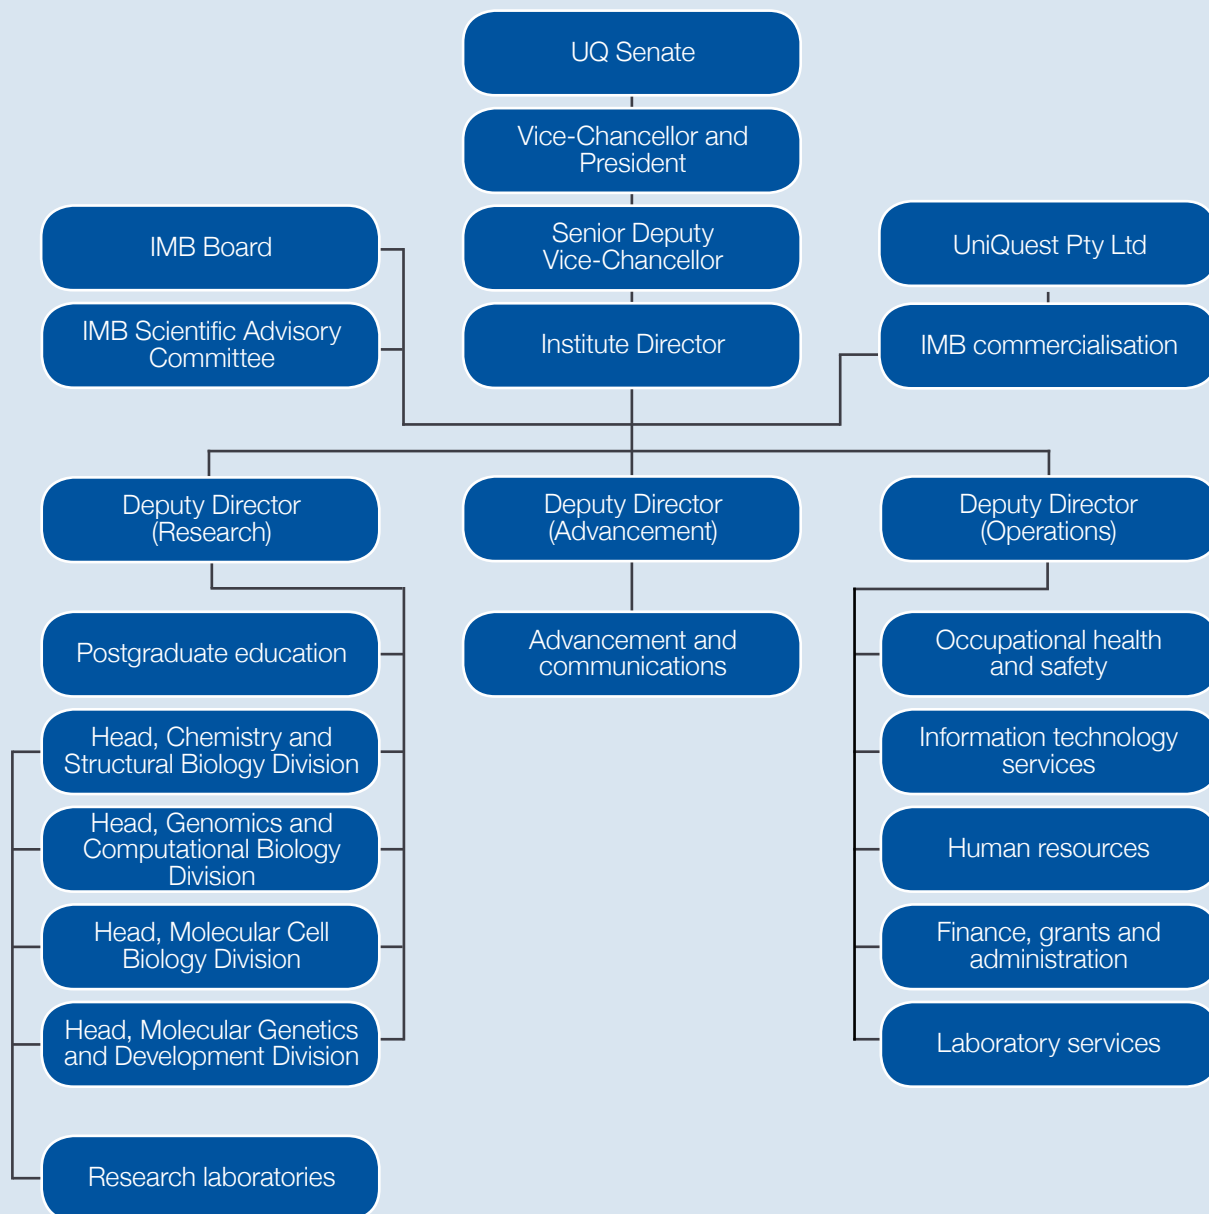 UQ Senate
Vice-Chancellor and
President
Senior Deputy
Vice-Chancellor
Institute Director
IMB Board
IMB Scientific Advisory
Committee
UniQuest Pty Ltd
IMB commercialisation
Deputy Director
(Research)
Deputy Director
(Advancement)
Deputy Director
(Operations)
Postgraduate education
Head, Chemistry and
Structural Biology Division
Head, Genomics and
Computational Biology
Division
Head, Molecular Cell
Biology Division
Head, Molecular Genetics
and Development Division
Research laboratories
Advancement and
communications
Occupational health
and safety
Information technology
services
Human resources
Finance, grants and
administration
Laboratory services